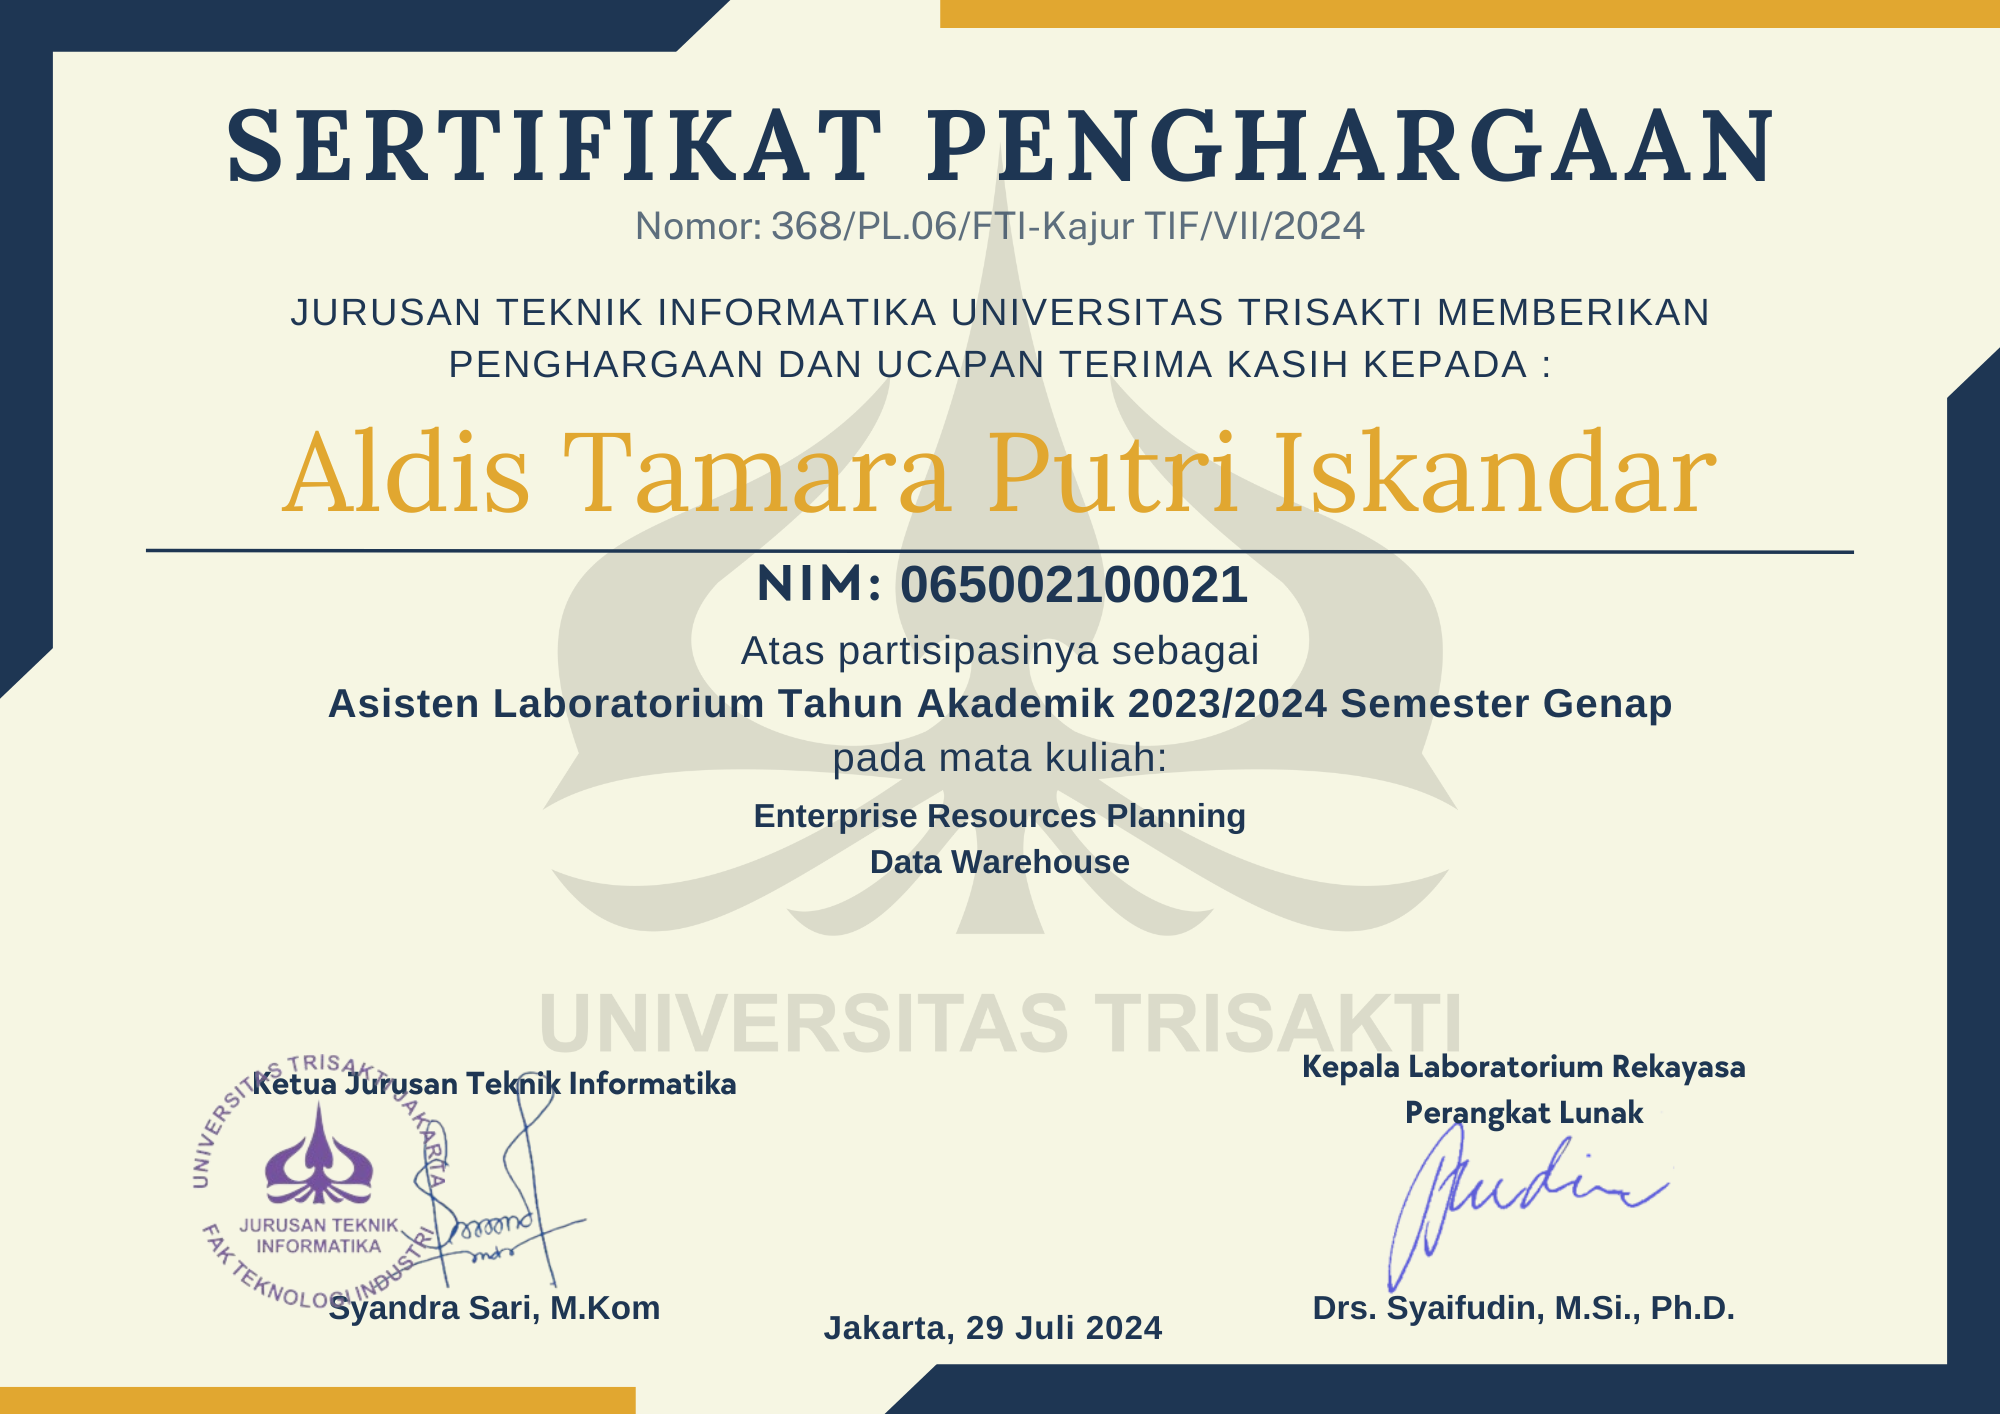 SERTIFIKAT PENGHARGAAN
Nomor: 368/PL.06/FTI-Kajur TIF/VII/2024
JURUSAN TEKNIK INFORMATIKA UNIVERSITAS TRISAKTI MEMBERIKAN
PENGHARGAAN DAN UCAPAN TERIMA KASIH KEPADA :
Aldis Tamara Putri Iskandar
NIM: 065002100021
Atas partisipasinya sebagai
Asisten Laboratorium Tahun Akademik 2023/2024 Semester Genap
pada mata kuliah:
Enterprise Resources Planning
Data Warehouse
UNIVERSITAS TRISAKTI
Ketua Jurusan Teknik Informatika
UNIVERSITAS TRISAKTI JAKARTA
JURUSAN TEKNIK
INFORMATIKA
FAK TEKNOLOGI INDUSTRI
Syandra Sari, M.Kom
Jakarta, 29 Juli 2024
Kepala Laboratorium Rekayasa
Perangkat Lunak
Drs. Syaifudin, M.Si., Ph.D.